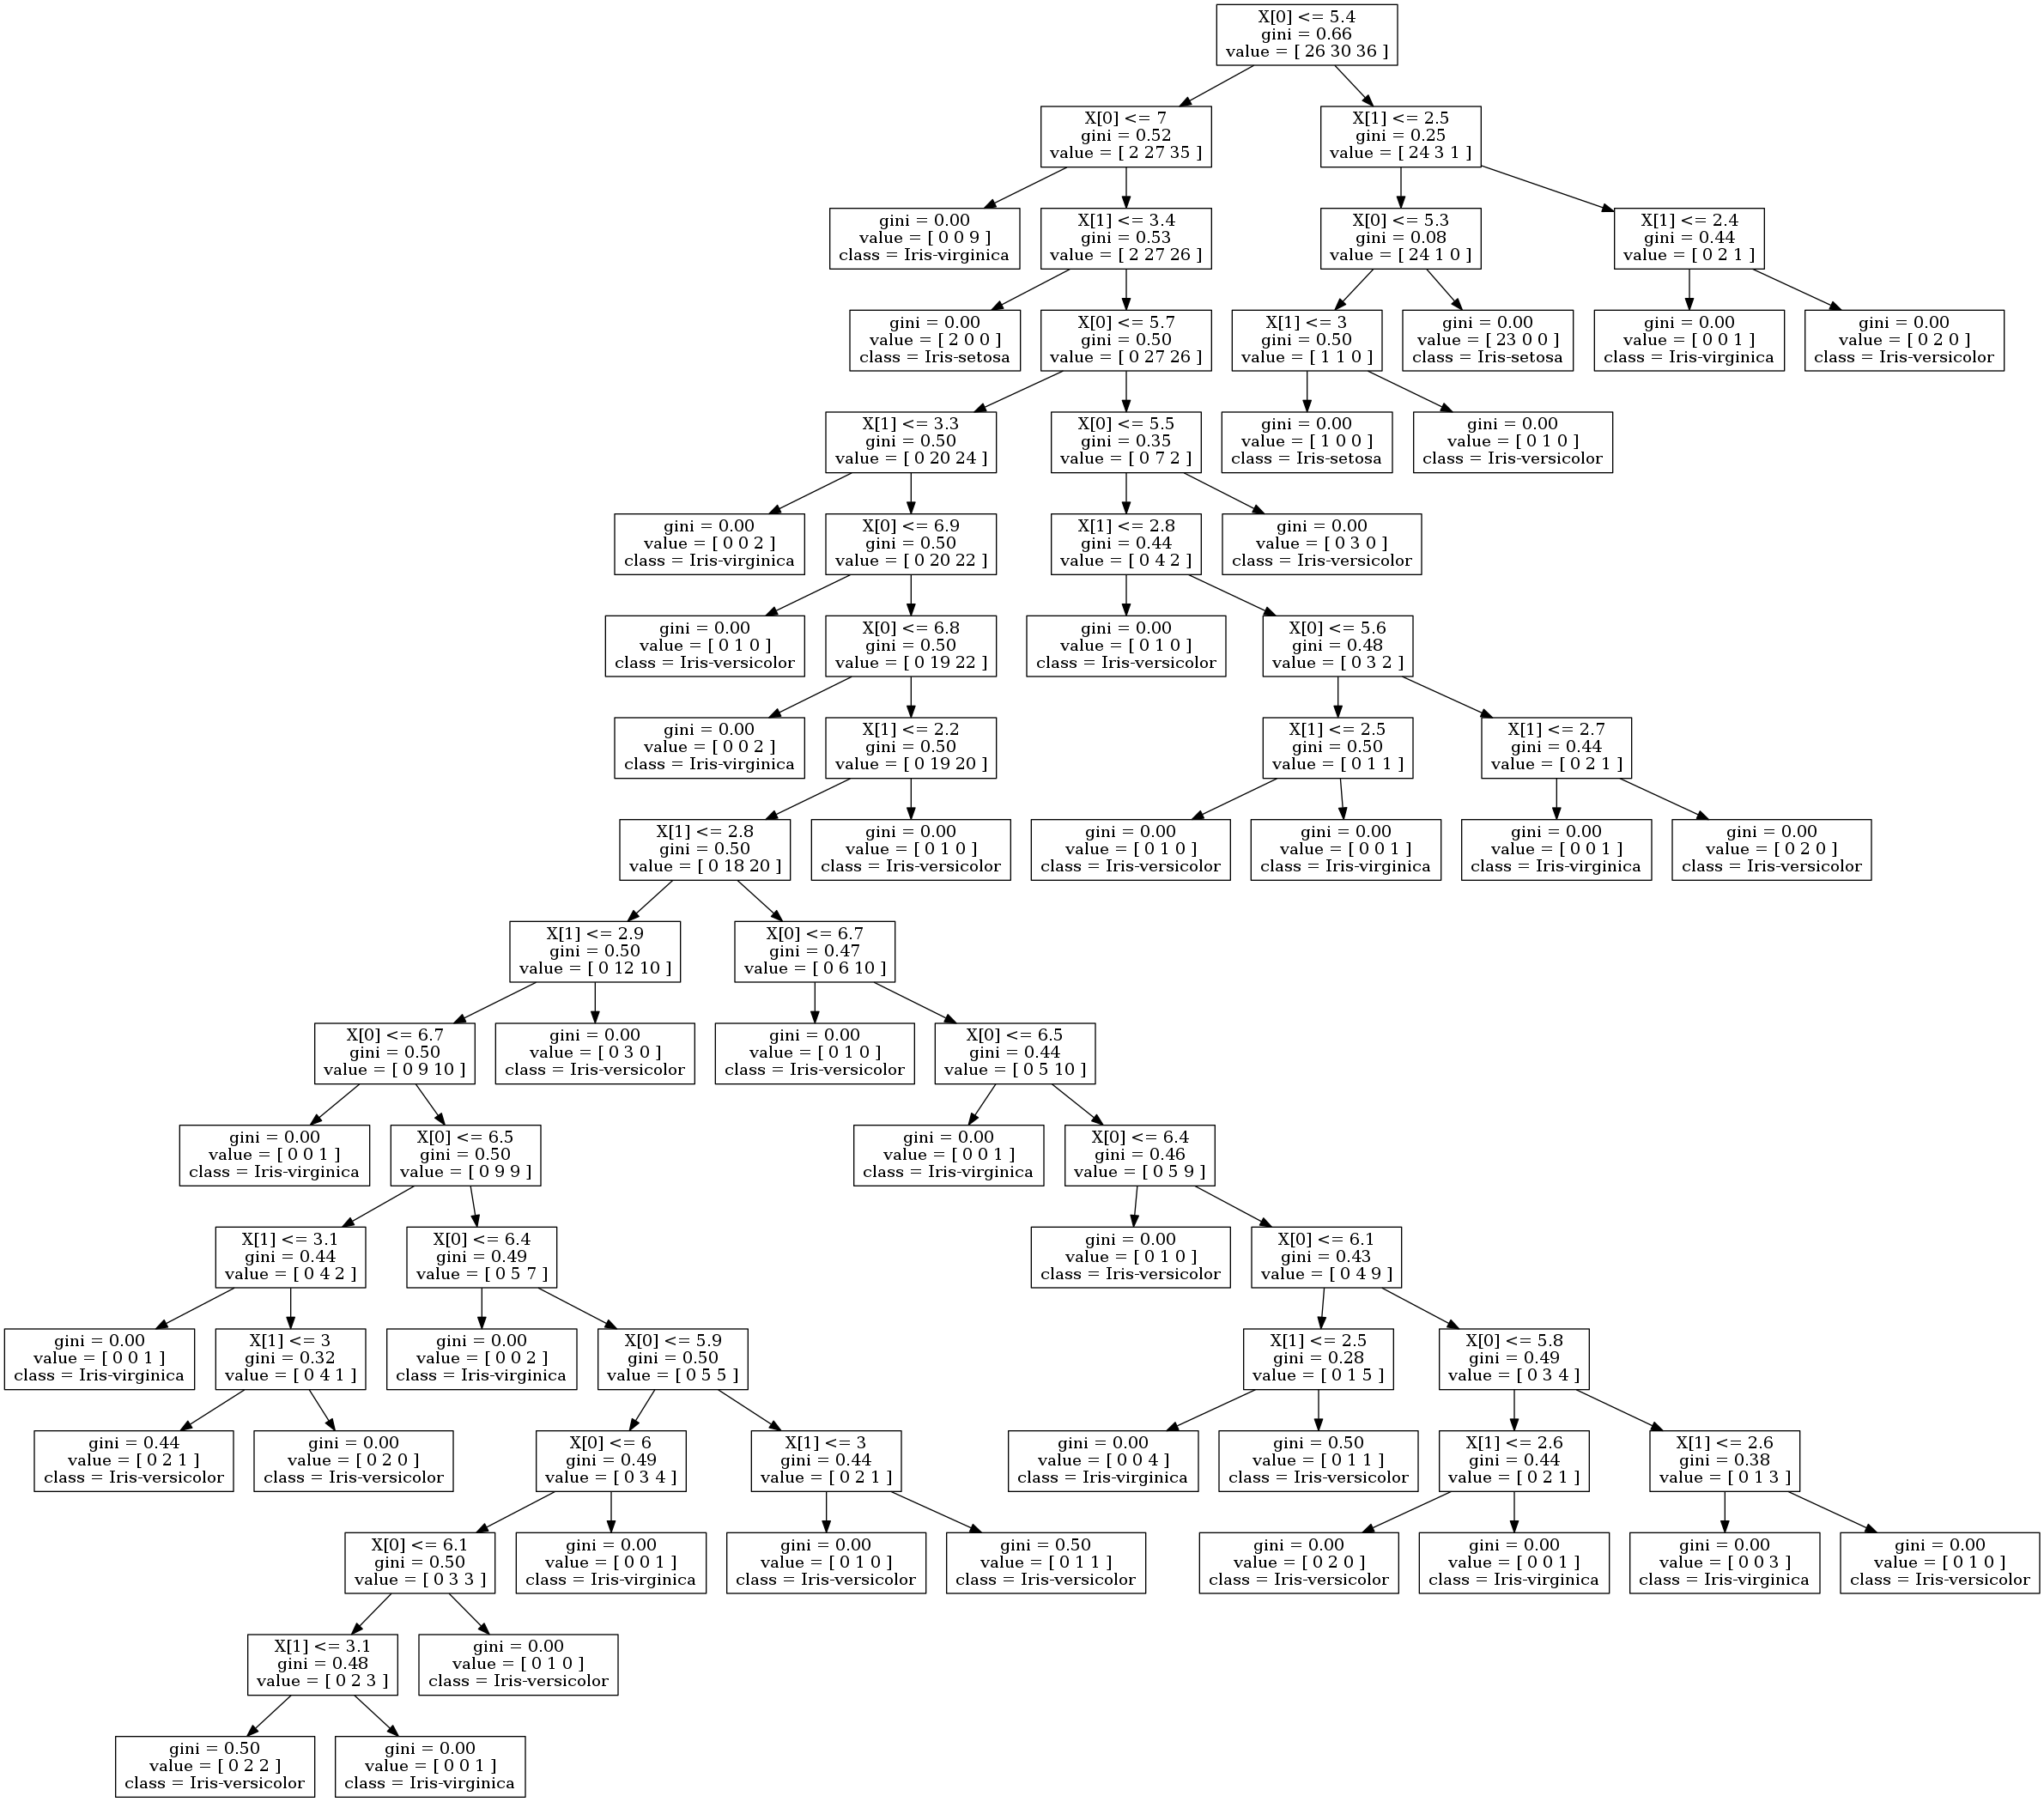 X[0] <= 5.4
gini = 0.66
value = [ 26 30 36 ]
X[0] <= 7
gini = 0.52
value = [ 2 27 35 ]
X[1] <= 2.5
gini = 0.25
value = [ 24 3 1 ]
gini = 0.00
value = [ 0 0 9 ]
class = Iris-virginica
X[1] <= 3.4
gini = 0.53
value = [ 2 27 26 ]
X[0] <= 5.3
gini = 0.08
value = [ 24 1 0 ]
X[1] <= 2.4
gini = 0.44
value = [ 0 2 1 ]
gini = 0.00
value = [ 2 0 0 ]
class = Iris-setosa
X[0] <= 5.7
gini = 0.50
value = [ 0 27 26 ]
X[1] <= 3
gini = 0.50
value = [ 1 1 0 ]
gini = 0.00
value = [ 23 0 0 ]
class = Iris-setosa
gini = 0.00
value = [ 0 0 1 ]
class = Iris-virginica
gini = 0.00
value = [ 0 2 0 ]
class = Iris-versicolor
X[1] <= 3.3
gini = 0.50
value = [ 0 20 24 ]
X[0] <= 5.5
gini = 0.35
value = [ 0 7 2 ]
gini = 0.00
value = [ 1 0 0 ]
class = Iris-setosa
gini = 0.00
value = [ 0 1 0 ]
class = Iris-versicolor
gini = 0.00
value = [ 0 0 2 ]
class = Iris-virginica
X[0] <= 6.9
gini = 0.50
value = [ 0 20 22 ]
X[1] <= 2.8
gini = 0.44
value = [ 0 4 2 ]
gini = 0.00
value = [ 0 3 0 ]
class = Iris-versicolor
gini = 0.00
value = [ 0 1 0 ]
class = Iris-versicolor
X[0] <= 6.8
gini = 0.50
value = [ 0 19 22 ]
gini = 0.00
value = [ 0 1 0 ]
class = Iris-versicolor
X[0] <= 5.6
gini = 0.48
value = [ 0 3 2 ]
gini = 0.00
value = [ 0 0 2 ]
class = Iris-virginica
X[1] <= 2.2
gini = 0.50
value = [ 0 19 20 ]
X[1] <= 2.5
gini = 0.50
value = [ 0 1 1 ]
X[1] <= 2.7
gini = 0.44
value = [ 0 2 1 ]
X[1] <= 2.8
gini = 0.50
value = [ 0 18 20 ]
gini = 0.00
value = [ 0 1 0 ]
class = Iris-versicolor
gini = 0.00
value = [ 0 1 0 ]
class = Iris-versicolor
gini = 0.00
value = [ 0 0 1 ]
class = Iris-virginica
gini = 0.00
value = [ 0 0 1 ]
class = Iris-virginica
gini = 0.00
value = [ 0 2 0 ]
class = Iris-versicolor
X[1] <= 2.9
gini = 0.50
value = [ 0 12 10 ]
X[0] <= 6.7
gini = 0.47
value = [ 0 6 10 ]
X[0] <= 6.7
gini = 0.50
value = [ 0 9 10 ]
gini = 0.00
value = [ 0 3 0 ]
class = Iris-versicolor
gini = 0.00
value = [ 0 1 0 ]
class = Iris-versicolor
X[0] <= 6.5
gini = 0.44
value = [ 0 5 10 ]
gini = 0.00
value = [ 0 0 1 ]
class = Iris-virginica
X[0] <= 6.5
gini = 0.50
value = [ 0 9 9 ]
gini = 0.00
value = [ 0 0 1 ]
class = Iris-virginica
X[0] <= 6.4
gini = 0.46
value = [ 0 5 9 ]
X[1] <= 3.1
gini = 0.44
value = [ 0 4 2 ]
X[0] <= 6.4
gini = 0.49
value = [ 0 5 7 ]
gini = 0.00
value = [ 0 1 0 ]
class = Iris-versicolor
X[0] <= 6.1
gini = 0.43
value = [ 0 4 9 ]
gini = 0.00
value = [ 0 0 1 ]
class = Iris-virginica
X[1] <= 3
gini = 0.32
value = [ 0 4 1 ]
gini = 0.00
value = [ 0 0 2 ]
class = Iris-virginica
X[0] <= 5.9
gini = 0.50
value = [ 0 5 5 ]
X[1] <= 2.5
gini = 0.28
value = [ 0 1 5 ]
X[0] <= 5.8
gini = 0.49
value = [ 0 3 4 ]
gini = 0.44
value = [ 0 2 1 ]
class = Iris-versicolor
gini = 0.00
value = [ 0 2 0 ]
class = Iris-versicolor
X[0] <= 6
gini = 0.49
value = [ 0 3 4 ]
X[1] <= 3
gini = 0.44
value = [ 0 2 1 ]
gini = 0.00
value = [ 0 0 4 ]
class = Iris-virginica
gini = 0.50
value = [ 0 1 1 ]
class = Iris-versicolor
X[1] <= 2.6
gini = 0.44
value = [ 0 2 1 ]
X[1] <= 2.6
gini = 0.38
value = [ 0 1 3 ]
X[0] <= 6.1
gini = 0.50
value = [ 0 3 3 ]
gini = 0.00
value = [ 0 0 1 ]
class = Iris-virginica
gini = 0.00
value = [ 0 1 0 ]
class = Iris-versicolor
gini = 0.50
value = [ 0 1 1 ]
class = Iris-versicolor
gini = 0.00
value = [ 0 2 0 ]
class = Iris-versicolor
gini = 0.00
value = [ 0 0 1 ]
class = Iris-virginica
gini = 0.00
value = [ 0 0 3 ]
class = Iris-virginica
gini = 0.00
value = [ 0 1 0 ]
class = Iris-versicolor
X[1] <= 3.1
gini = 0.48
value = [ 0 2 3 ]
gini = 0.00
value = [ 0 1 0 ]
class = Iris-versicolor
gini = 0.50
value = [ 0 2 2 ]
class = Iris-versicolor
gini = 0.00
value = [ 0 0 1 ]
class = Iris-virginica